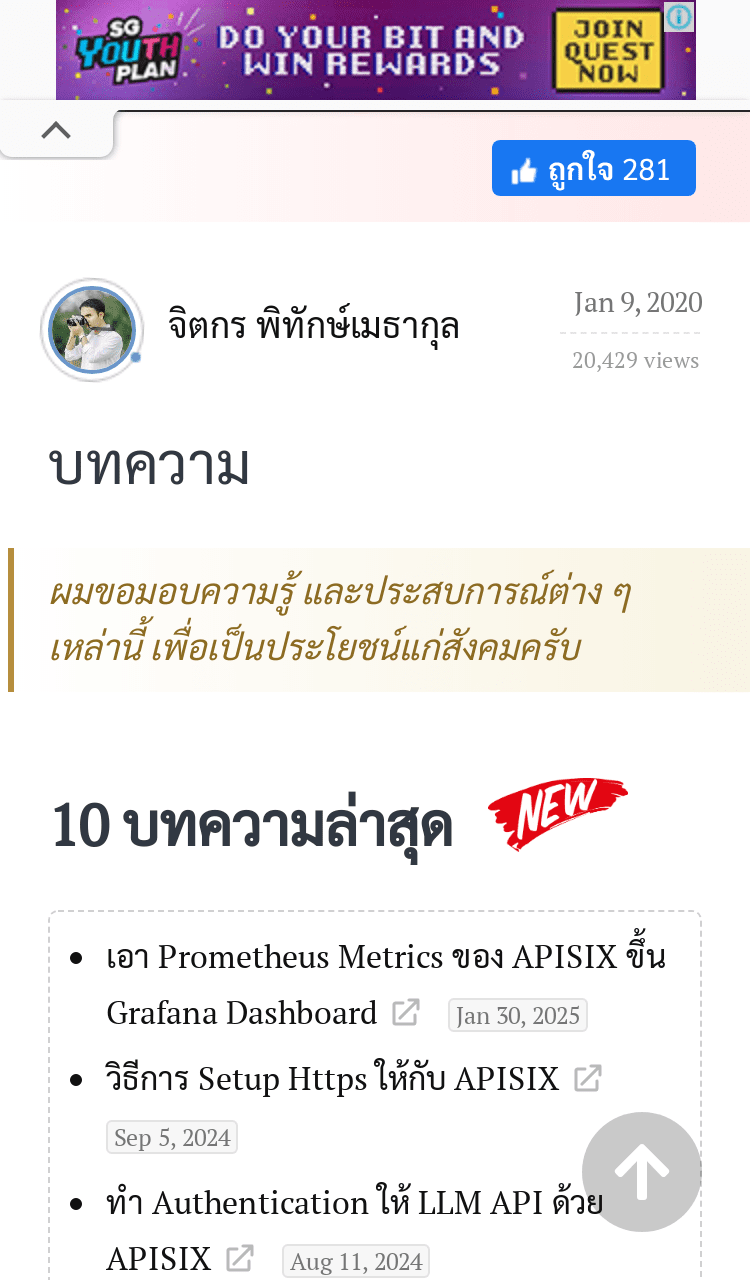 SG
YOUTH
PLAN
DO YOUR BIT AND
WIN REWARDS
JOIN
QUEST
NOW
ถูกใจ 281
จิตกร พิทักษ์เมธากุล
Jan 9, 2020
20,429 views
บทความ
ผมขอมอบความรู้ และประสบการณ์ต่าง ๆ
เหล่านี้ เพื่อเป็นประโยชน์แก่สังคมครับ
10 บทความล่าสุด NEW
เอา Prometheus Metrics ของ APISIX ขึ้น
Grafana Dashboard Jan 30, 2025
วิธีการ Setup Https ให้กับ APISIX
Sep 5, 2024
ทำ Authentication ให้ LLM API ด้วย
APISIX Aug 11, 2024